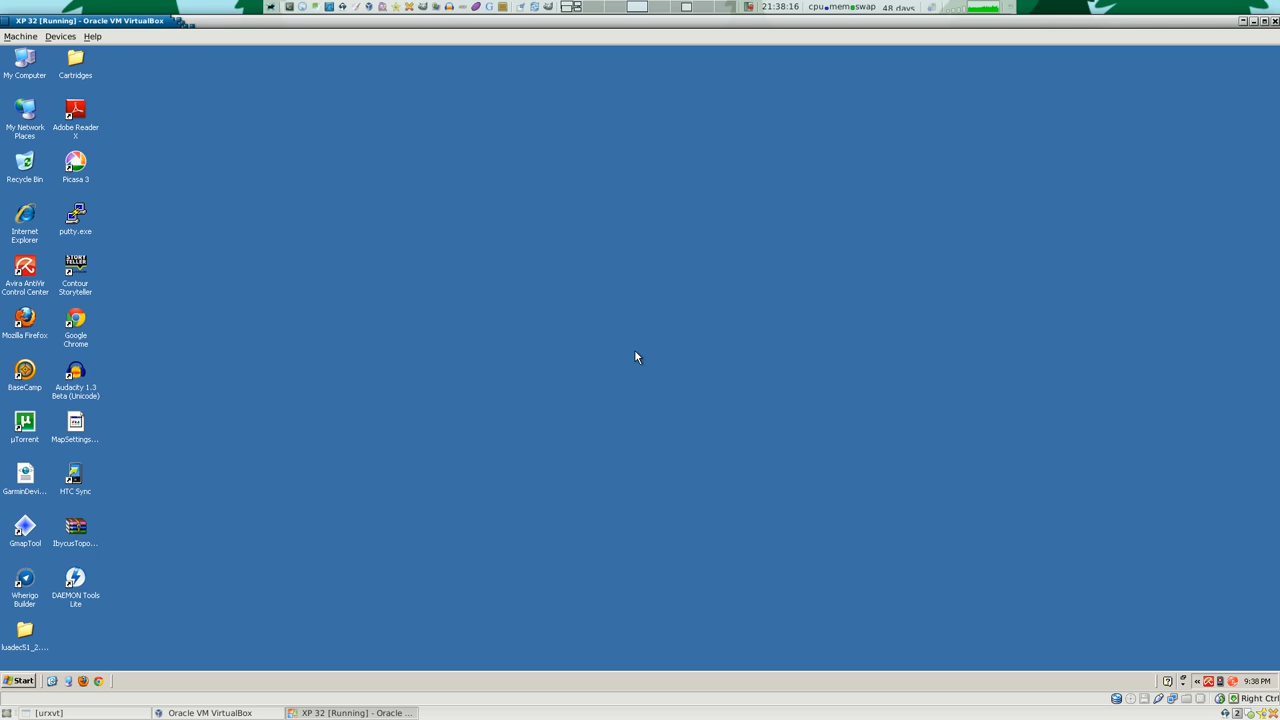 21:38:16 cpu mem swap 48 days
XP 32 [Running] - Oracle VM VirtualBox
Machine Devices Help
My Computer
Cartridges
My Network Places
Adobe Reader X
Recycle Bin
Picasa 3
Internet Explorer
putty.exe
Avira AntiVir Control Center
STORY TELLER
Contour Storyteller
Mozilla Firefox
Google Chrome
BaseCamp
Audacity 1.3 Beta (Unicode)
µTorrent
MapSettings...
GarminDevi...
HTC Sync
GmapTool
IbycusTopo...
Wherigo Builder
DAEMON Tools Lite
luadec51_2....
Start
9:38 PM
Right Ctrl
[urxvt]
Oracle VM VirtualBox
XP 32 [Running] - Oracle ...
2